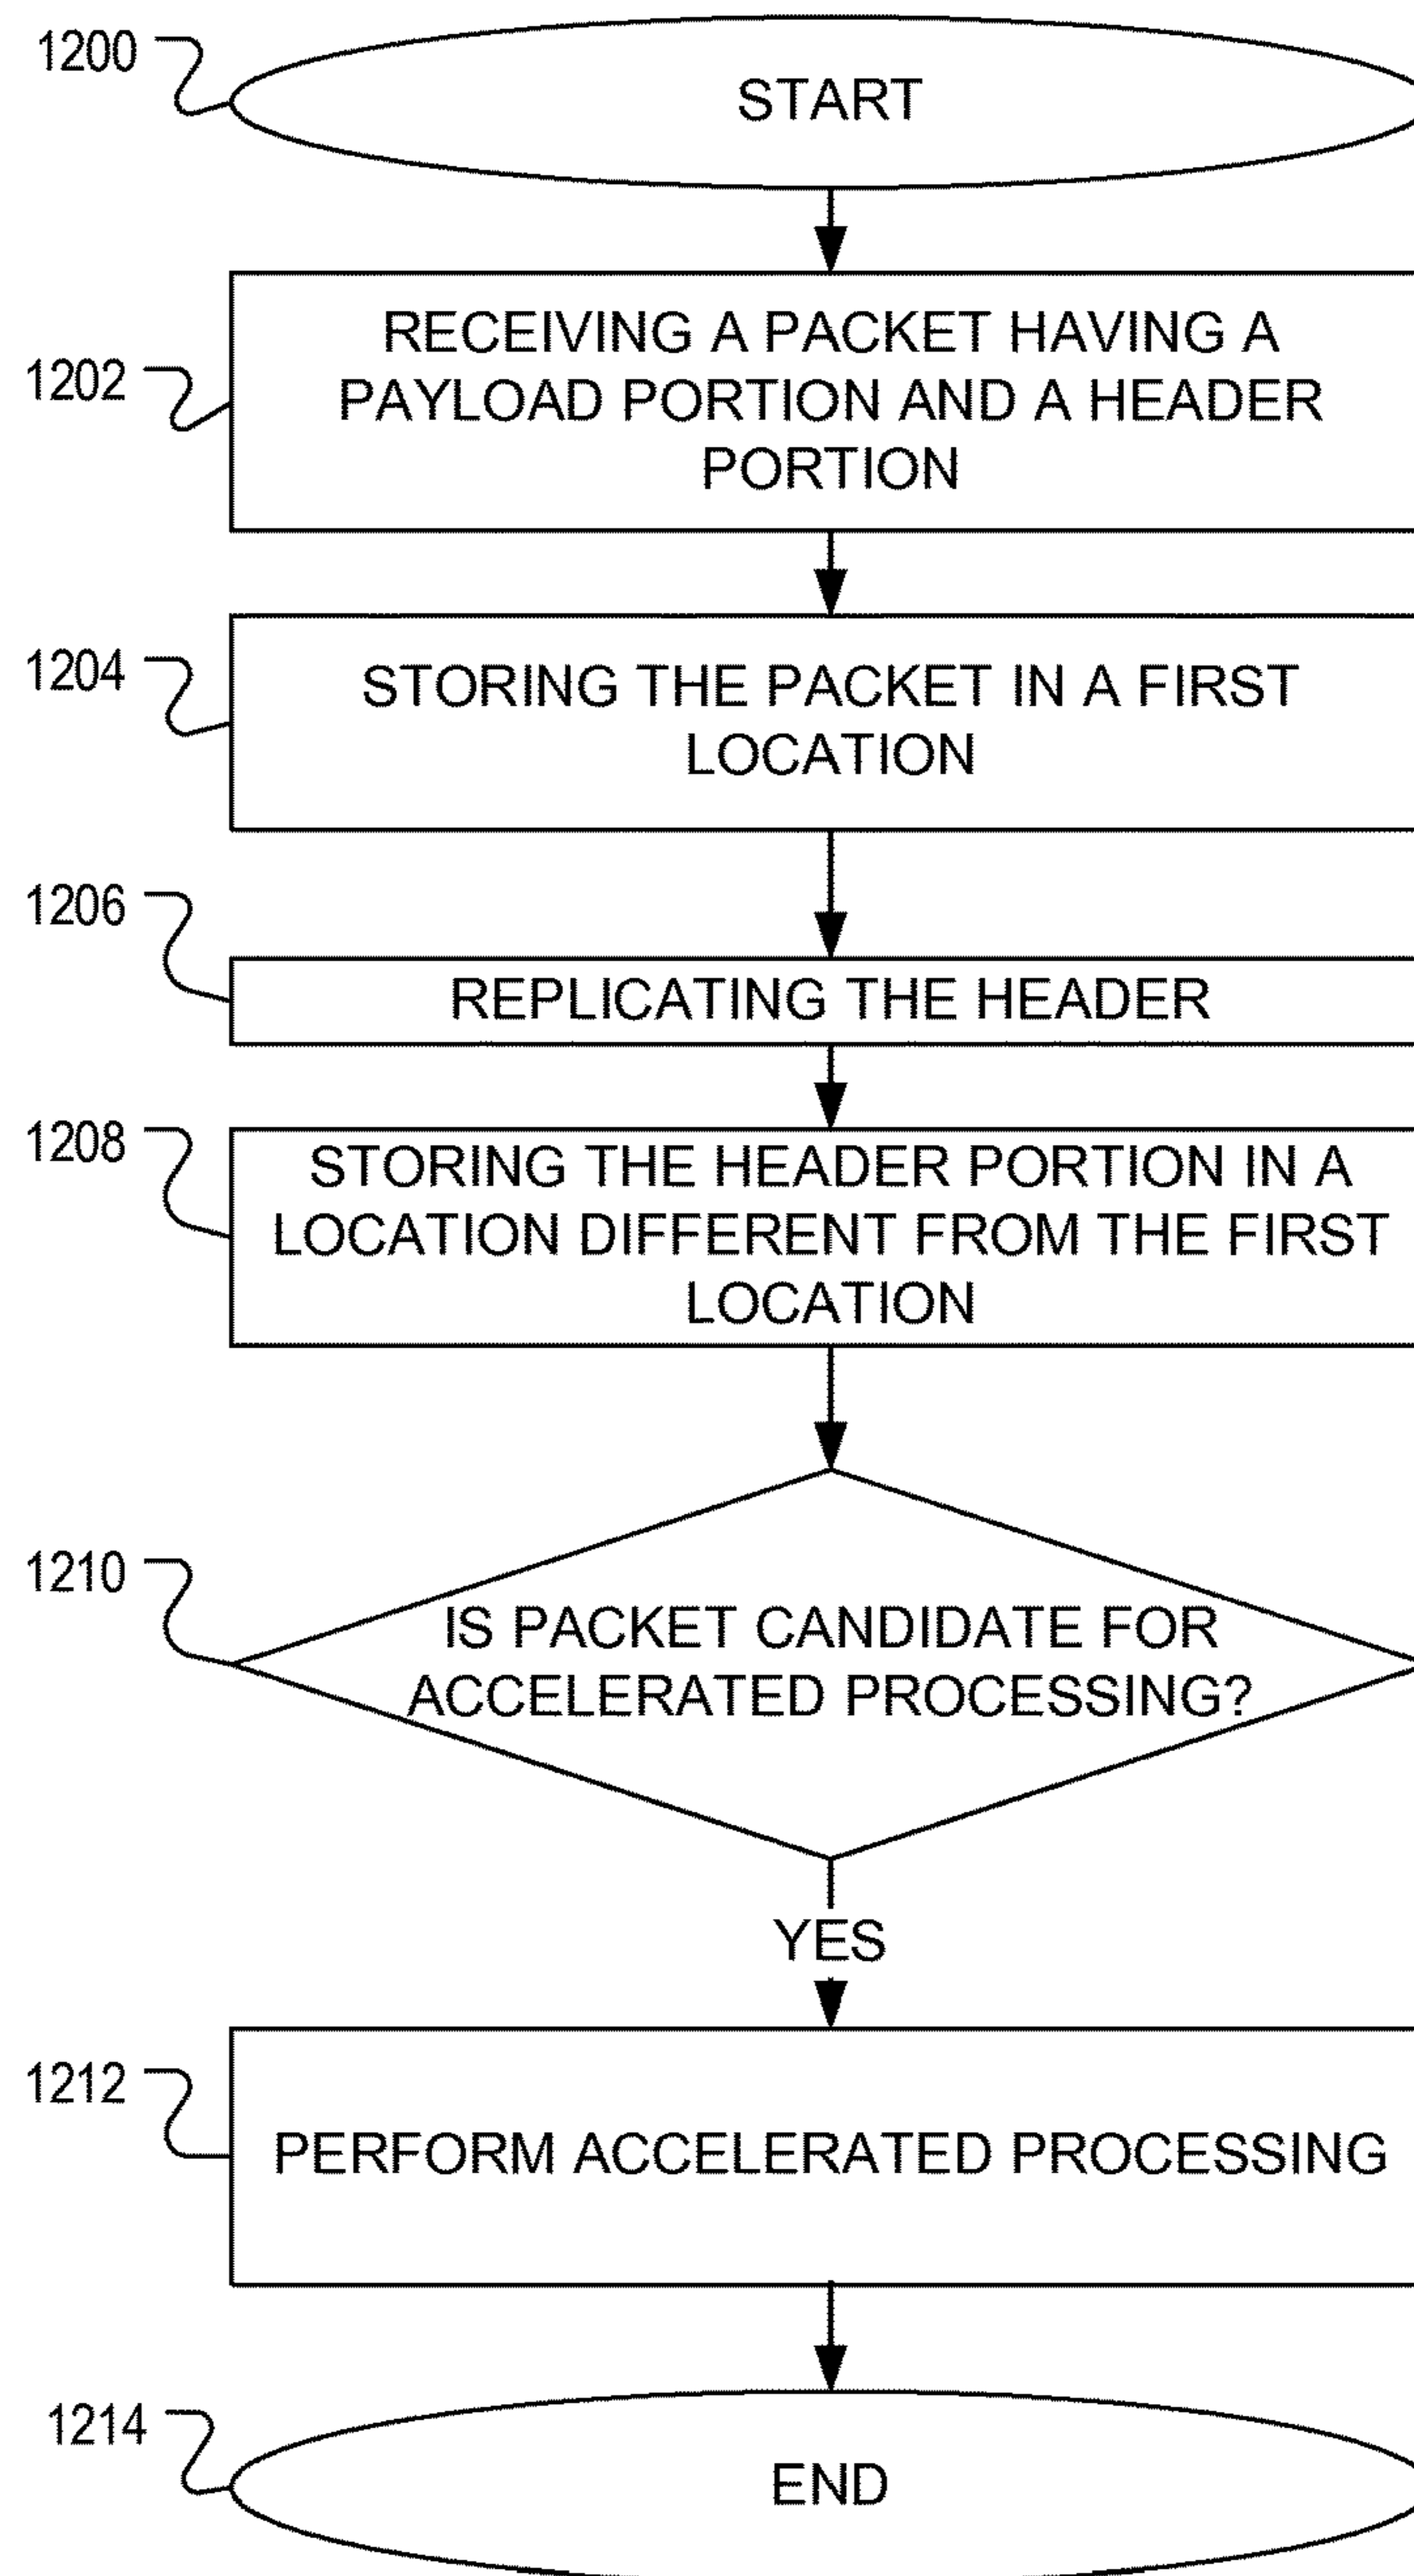 1200
START
1202
RECEIVING A PACKET HAVING A
PAYLOAD PORTION AND A HEADER
PORTION
1204
STORING THE PACKET IN A FIRST
LOCATION
1206
REPLICATING THE HEADER
1208
STORING THE HEADER PORTION IN A
LOCATION DIFFERENT FROM THE FIRST
LOCATION
1210
IS PACKET CANDIDATE FOR
ACCELERATED PROCESSING?
YES
1212
PERFORM ACCELERATED PROCESSING
1214
END